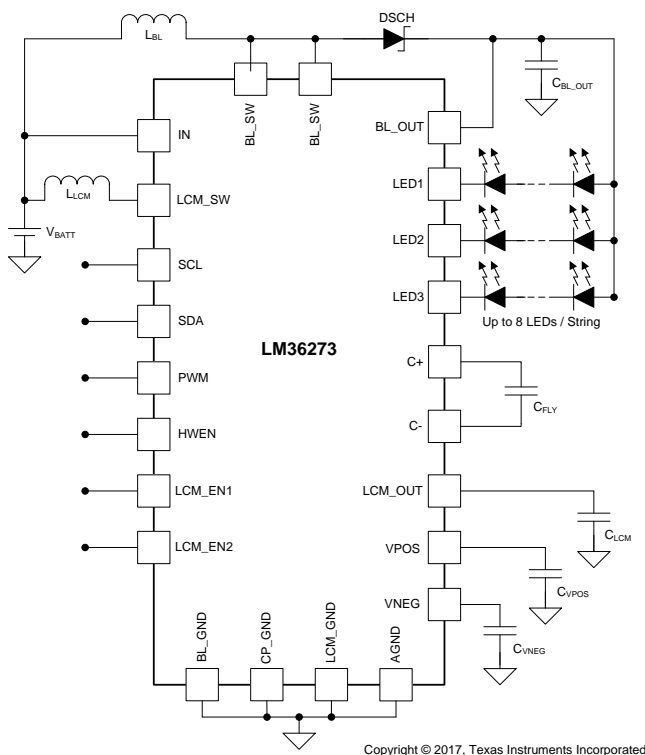 DSCH
LBL
CBL_OUT
BL_SW
BL_SW
IN
BL_OUT
LLCM
LCM_SW
LED1
VBATT
LED2
SCL
LED3
SDA
Up to 8 LEDs / String
LM36273
PWM
C+
CFLY
HWEN
C-
LCM_EN1
LCM_OUT
CLCM
LCM_EN2
VPOS
CVPOS
VNEG
CVNEG
BL_GND
CP_GND
LCM_GND
AGND
Copyright © 2017, Texas Instruments Incorporated